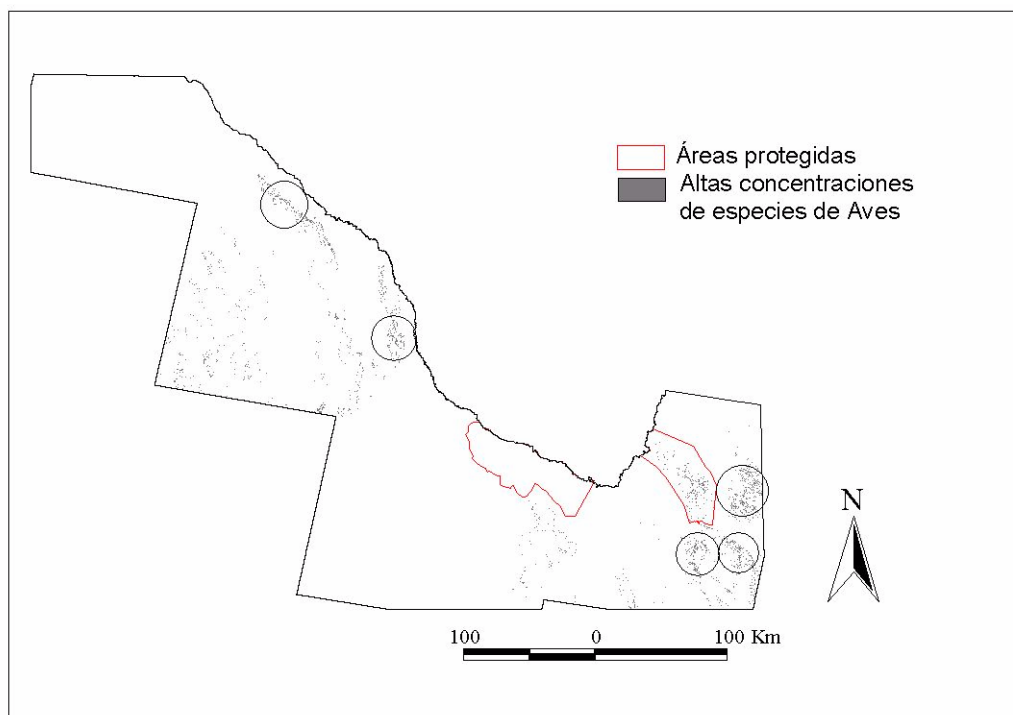 Áreas protegidas
Altas concentraciones
de especies de Aves
N
100 0 100 Km